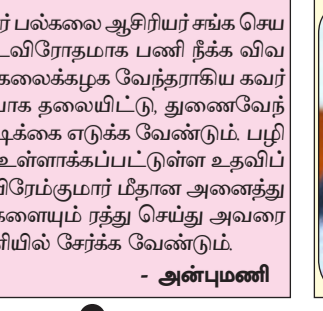 ர் பல்கலை ஆசிரியர் சங்க செய
டவிரோதமாக பணி நீக்க விவ
கலைக்கழக வேந்தராகிய கவர்
பாக தலையிட்டு, துணைவேந்
டிக்கை எடுக்க வேண்டும். பழி
உள்ளாக்கப்பட்டுள்ள உதவிப்
பிரேம்குமார் மீதான அனைத்து
களையும் ரத்து செய்து அவரை
ணியில் சேர்க்க வேண்டும்.
- அன்புமணி